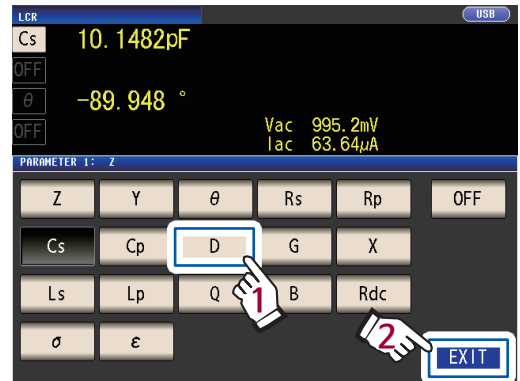 LCR USB
Cs 10.1482pF
OFF
θ -89.948 °
OFF Vac 995.2mV
Iac 63.64μA
PARAMETER 1: Z
Z Y θ Rs Rp OFF
Cs Cp D G X
Ls Lp Q B Rdc
1
2
σ ε
EXIT